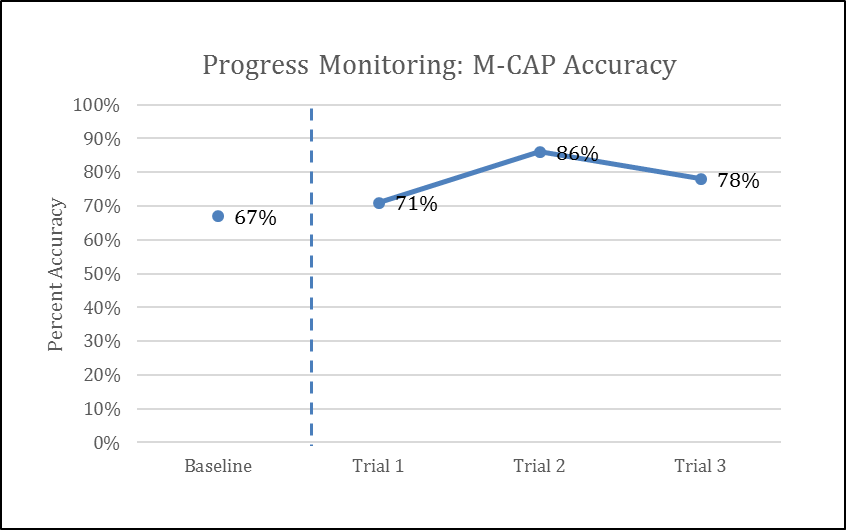 Progress Monitoring: M-CAP Accuracy
Percent Accuracy
100%
90%
80%
70%
60%
50%
40%
30%
20%
10%
0%
67%
71%
86%
78%
Baseline
Trial 1
Trial 2
Trial 3